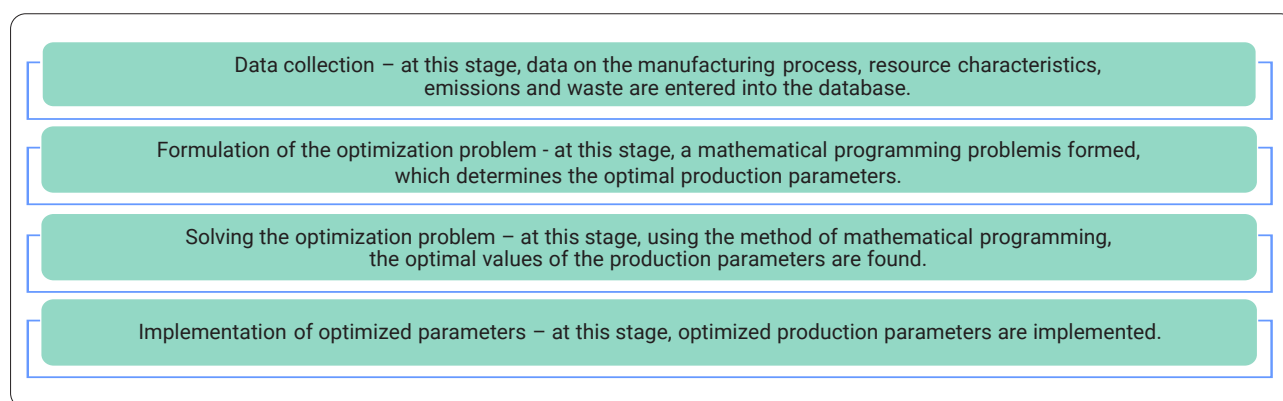 Data collection – at this stage, data on the manufacturing process, resource characteristics,
emissions and waste are entered into the database.
Formulation of the optimization problem - at this stage, a mathematical programming problemis formed,
which determines the optimal production parameters.
Solving the optimization problem – at this stage, using the method of mathematical programming,
the optimal values of the production parameters are found.
Implementation of optimized parameters – at this stage, optimized production parameters are implemented.